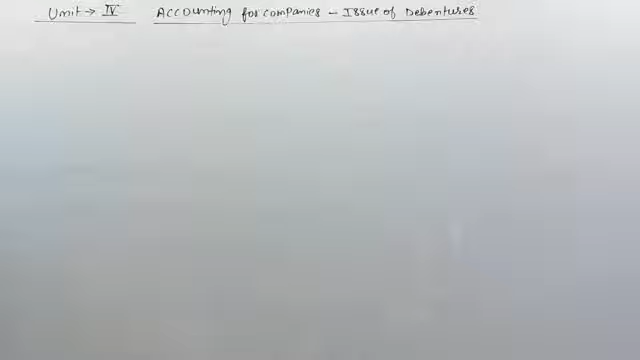 Unit → IV Accounting for companies - Issue of Debentures